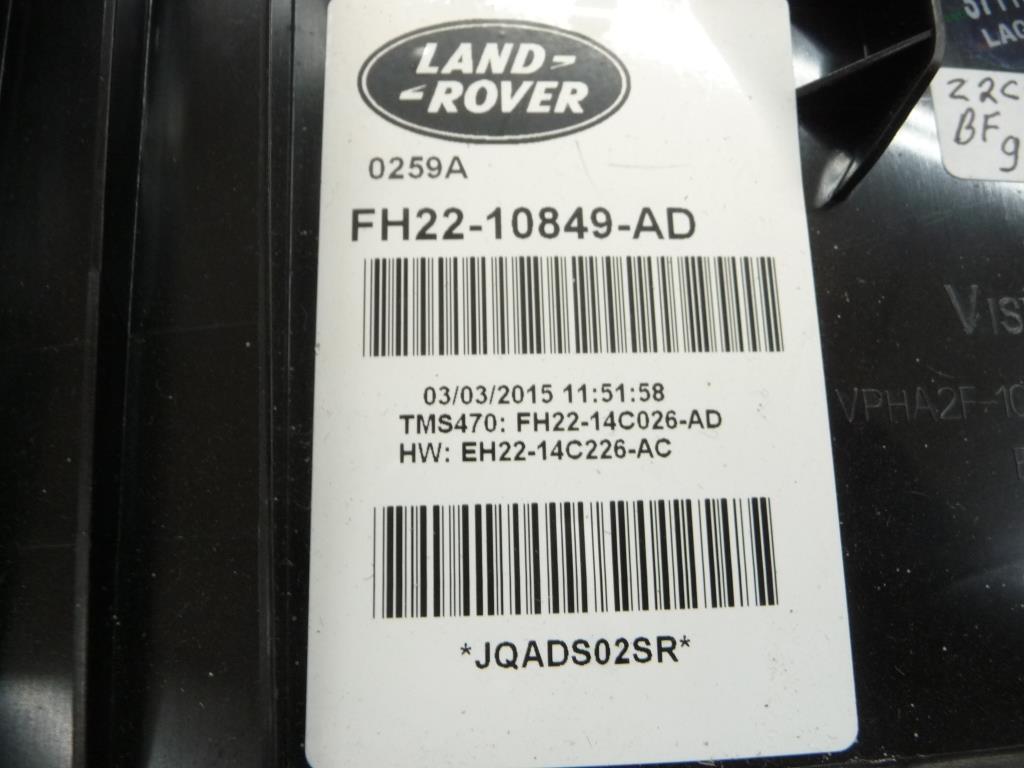 LAND-
-ROVER
0259A
FH22-10849-AD
03/03/2015 11:51:58
TMS470: FH22-14C026-AD
HW: EH22-14C226-AC
*JQADS02SR*
22C
BF
9